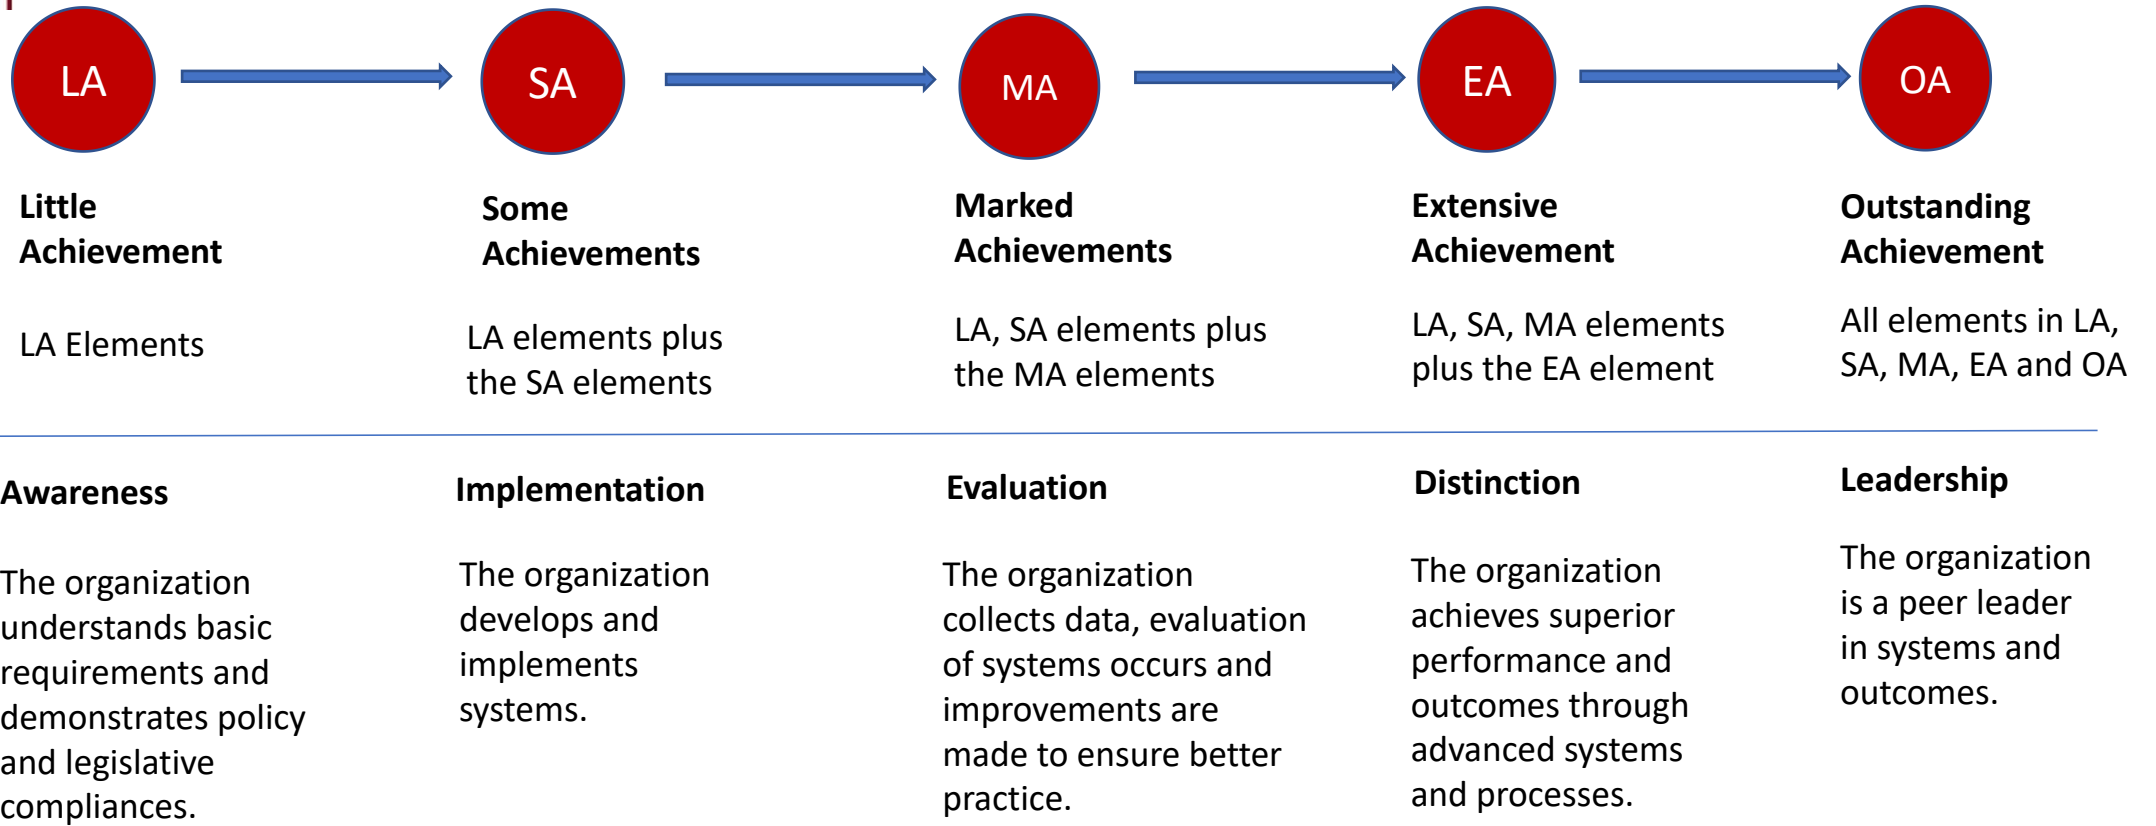 LA
SA
MA
EA
OA
Little
Achievement
Some
Achievements
Marked
Achievements
Extensive
Achievement
Outstanding
Achievement
LA Elements
LA elements plus
the SA elements
LA, SA elements plus
the MA elements
LA, SA, MA elements
plus the EA element
All elements in LA,
SA, MA, EA and OA
Awareness
Implementation
Evaluation
Distinction
Leadership
The organization
understands basic
requirements and
demonstrates policy
and legislative
compliances.
The organization
develops and
implements
systems.
The organization
collects data, evaluation
of systems occurs and
improvements are
made to ensure better
practice.
The organization
achieves superior
performance and
outcomes through
advanced systems
and processes.
The organization
is a peer leader
in systems and
outcomes.